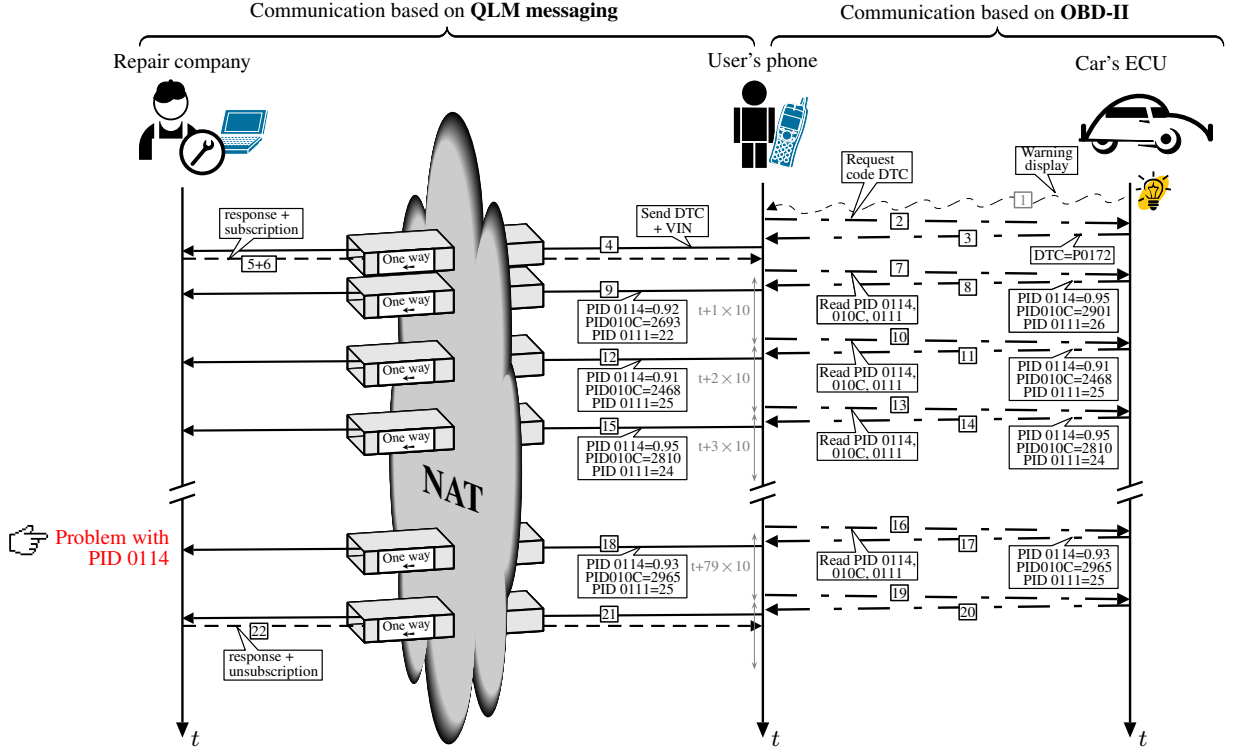 Communication based on QLM messaging
Communication based on OBD-II
Repair company
User's phone
Car's ECU
Request
code DTC
Warning
display
1
2
response +
subscription
Send DTC
+ VIN
3
4
One way
5+6
DTC=P0172
7
8
9
One way
t+1 × 10
PID 0114=0.92
PID010C=2693
PID 0111=22
Read PID 0114,
010C, 0111
PID 0114=0.95
PID010C=2901
PID 0111=26
10
11
12
One way
t+2 × 10
PID 0114=0.91
PID010C=2468
PID 0111=25
Read PID 0114,
010C, 0111
PID 0114=0.91
PID010C=2468
PID 0111=25
13
14
15
One way
t+3 × 10
PID 0114=0.95
PID010C=2810
PID 0111=24
Read PID 0114,
010C, 0111
PID 0114=0.95
PID010C=2810
PID 0111=24
NAT
16
17
18
Problem with
PID 0114
One way
t+79 × 10
PID 0114=0.93
PID010C=2965
PID 0111=25
Read PID 0114,
010C, 0111
PID 0114=0.93
PID010C=2965
PID 0111=25
19
20
21
One way
22
response +
unsubscription
t
t
t